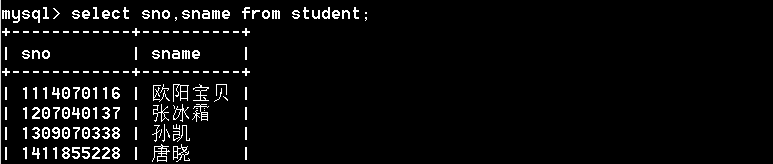 mysql> select sno,sname from student;
+------------+----------+
| sno        | sname    |
+------------+----------+
| 1114070116 | 欧阳宝贝 |
| 1207040137 | 张冰霜   |
| 1309070338 | 孙凯     |
| 1411855228 | 唐晓     |